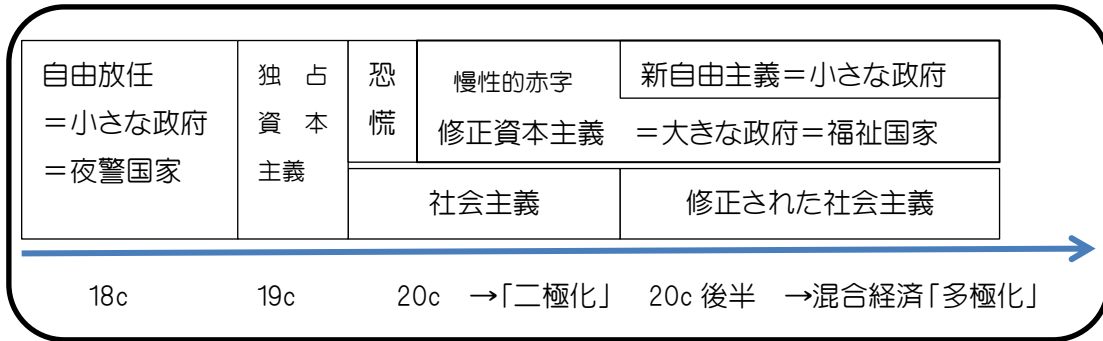 自由放任
＝小さな政府
＝夜警国家
独占
資本
主義
恐
慌
慢性的赤字
新自由主義＝小さな政府
修正資本主義　＝大きな政府＝福祉国家
社会主義
修正された社会主義
18c　19c　20c　→「二極化」　20c 後半　→混合経済「多極化」